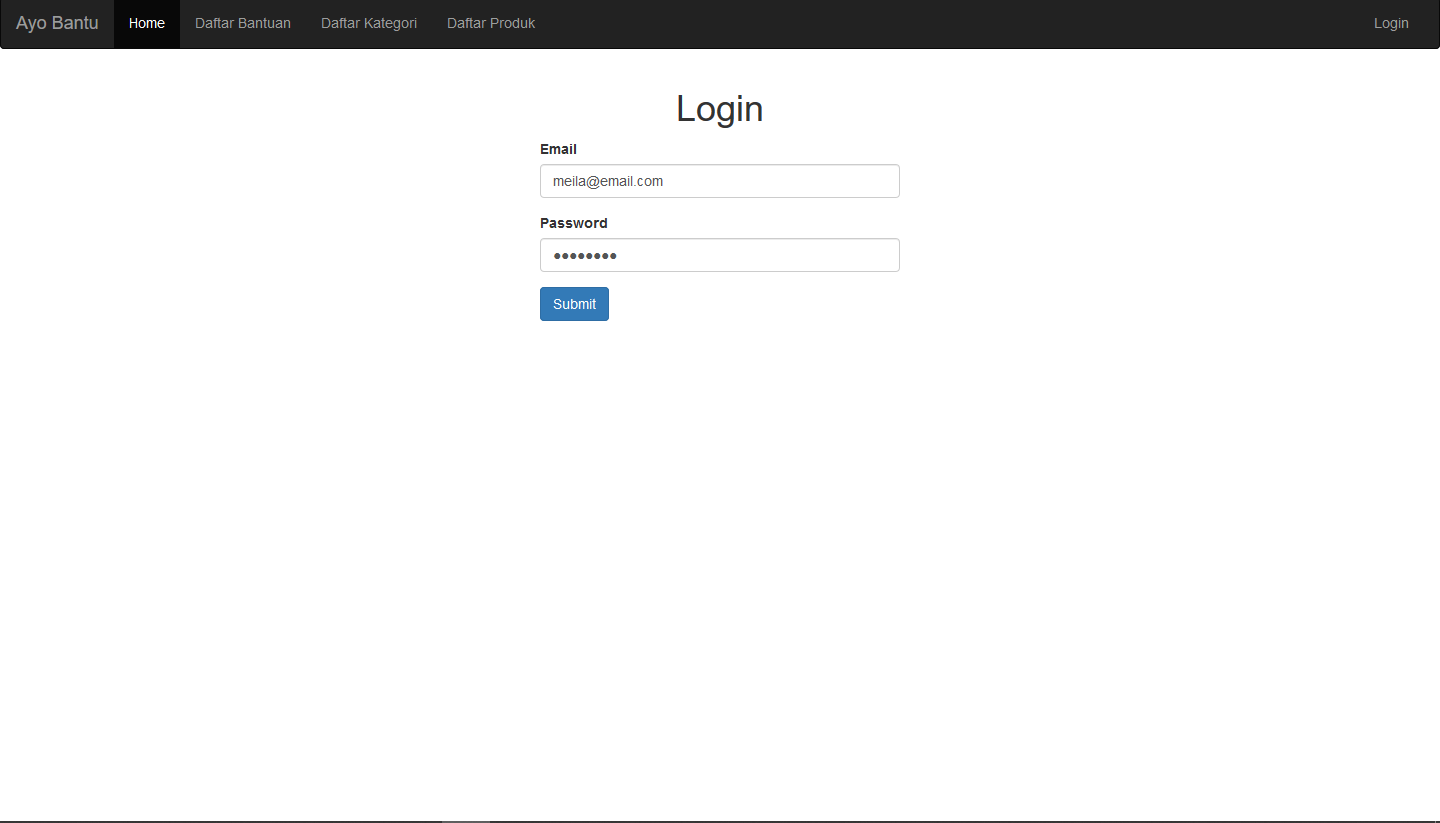 Ayo Bantu Home Daftar Bantuan Daftar Kategori Daftar Produk Login
Login
Email
meila@email.com
Password
••••••••
Submit